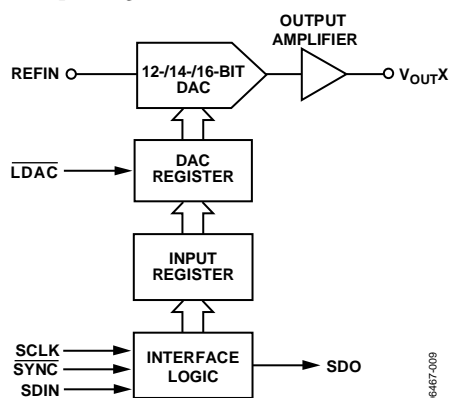 OUTPUT
AMPLIFIER
REFIN
12-/14-/16-BIT
DAC
VOUTX
LDAC
DAC
REGISTER
INPUT
REGISTER
SCLK
SYNC
SDIN
INTERFACE
LOGIC
SDO
6467-009